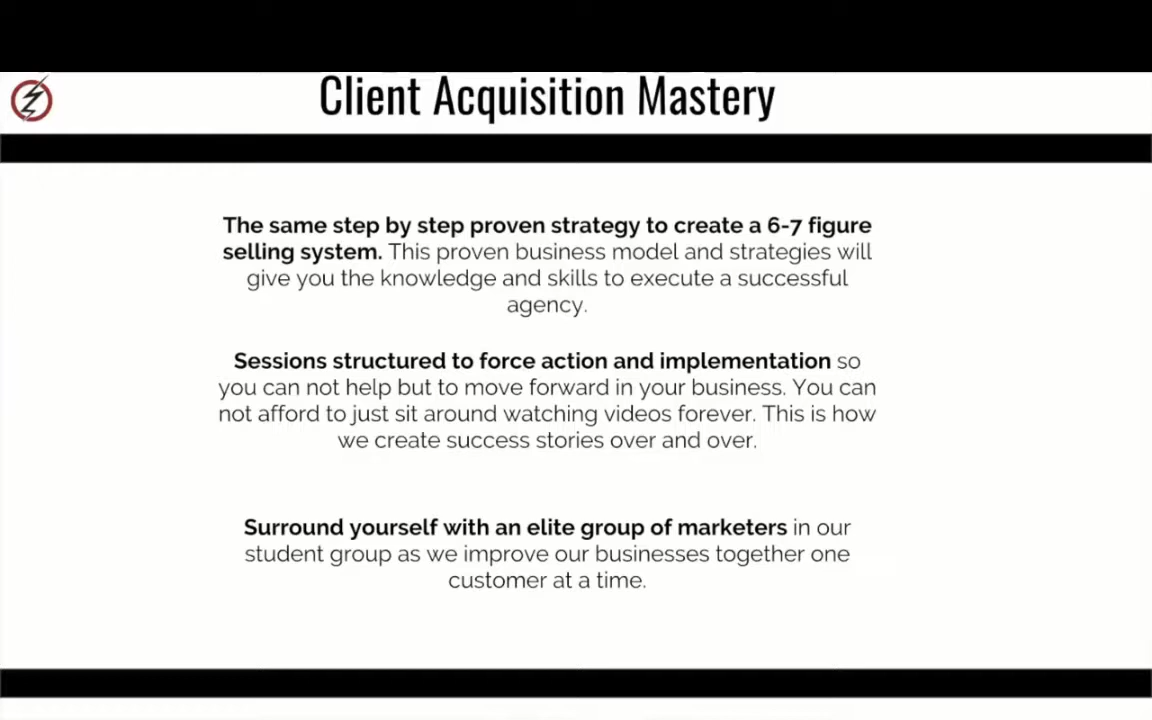 Client Acquisition Mastery
The same step by step proven strategy to create a 6-7 figure
selling system. This proven business model and strategies will
give you the knowledge and skills to execute a successful
agency.
Sessions structured to force action and implementation so
you can not help but to move forward in your business. You can
not afford to just sit around watching videos forever. This is how
we create success stories over and over.
Surround yourself with an elite group of marketers in our
student group as we improve our businesses together one
customer at a time.